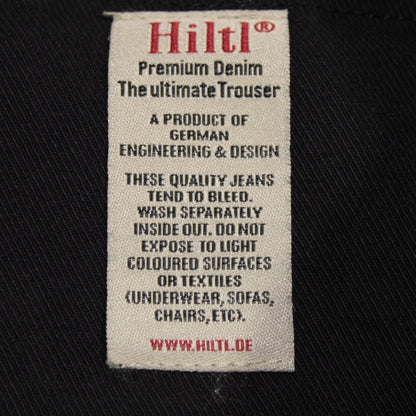 Hiltl®
Premium Denim
The ultimate Trouser
A PRODUCT OF
GERMAN
ENGINEERING & DESIGN
THESE QUALITY JEANS
TEND TO BLEED.
WASH SEPARATELY
INSIDE OUT. DO NOT
EXPOSE TO LIGHT
COLOURED SURFACES
OR TEXTILES
(UNDERWEAR, SOFAS,
CHAIRS, ETC).
WWW.HILTL.DE